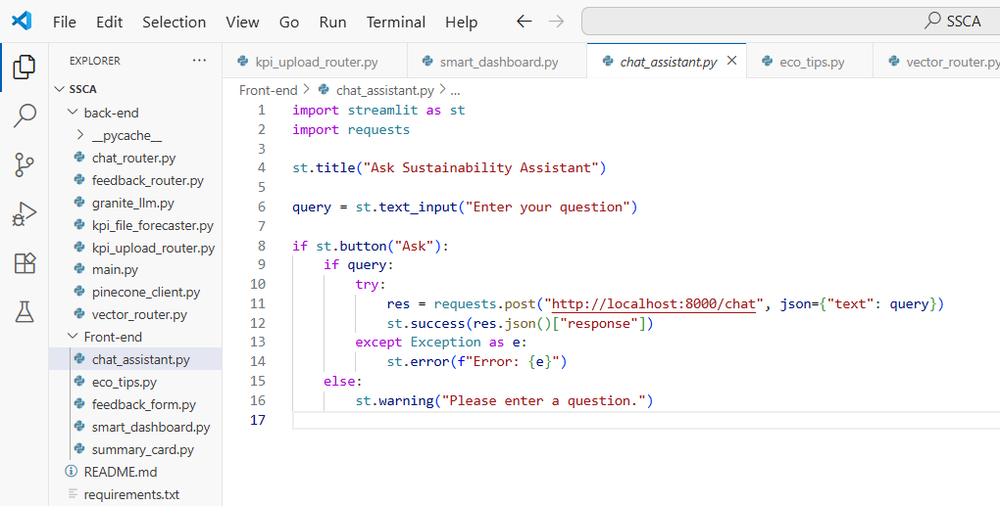 File Edit Selection View Go Run Terminal Help ← → SSCA
EXPLORER ···
kpi_upload_router.py smart_dashboard.py chat_assistant.py × eco_tips.py vector_router.py
SSCA
back-end
__pycache__
chat_router.py
feedback_router.py
granite_llm.py
kpi_file_forecaster.py
kpi_upload_router.py
main.py
pinecone_client.py
vector_router.py
Front-end
chat_assistant.py
eco_tips.py
feedback_form.py
smart_dashboard.py
summary_card.py
README.md
requirements.txt
Front-end > chat_assistant.py > ...
1 import streamlit as st
2 import requests
3
4 st.title("Ask Sustainability Assistant")
5
6 query = st.text_input("Enter your question")
7
8 if st.button("Ask"):
9     if query:
10         try:
11             res = requests.post("http://localhost:8000/chat", json={"text": query})
12             st.success(res.json()["response"])
13         except Exception as e:
14             st.error(f"Error: {e}")
15     else:
16         st.warning("Please enter a question.")
17